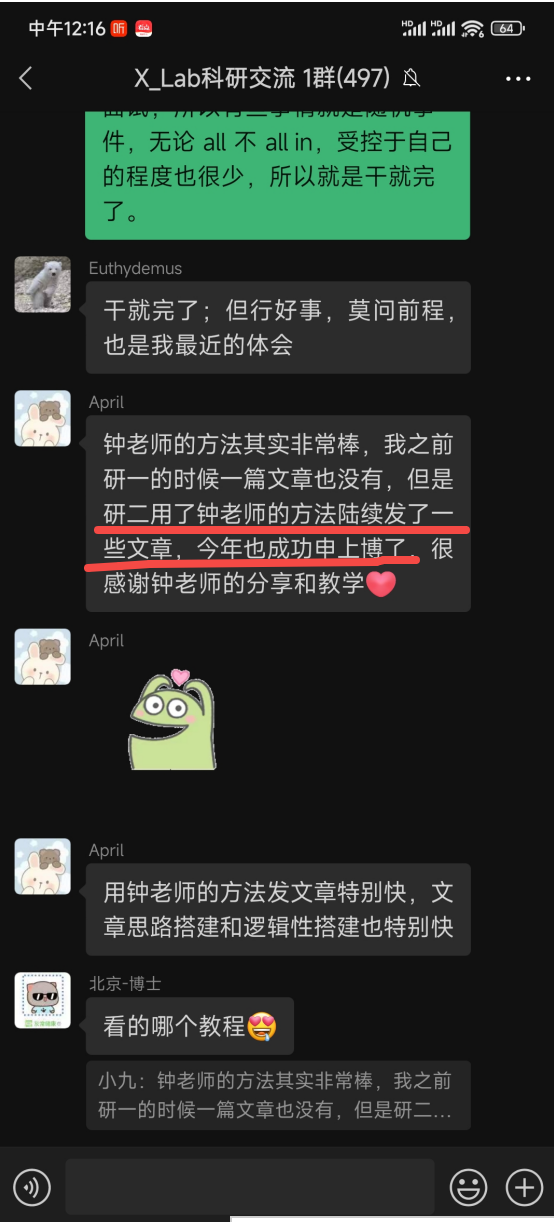 中午12:16 听
HD HD 6 64
X_Lab科研交流 1群(497)
件，无论 all 不 all in，受控于自己
的程度也很少，所以就是干就完
了。
Euthydemus
干就完了；但行好事，莫问前程，
也是我最近的体会
April
钟老师的方法其实非常棒，我之前
研一的时候一篇文章也没有，但是
研二用了钟老师的方法陆续发了一
些文章，今年也成功申上博了，很
感谢钟老师的分享和教学
April
April
用钟老师的方法发文章特别快，文
章思路搭建和逻辑性搭建也特别快
北京-博士
看的哪个教程
小九：钟老师的方法其实非常棒，我之前
研一的时候一篇文章也没有，但是研二...